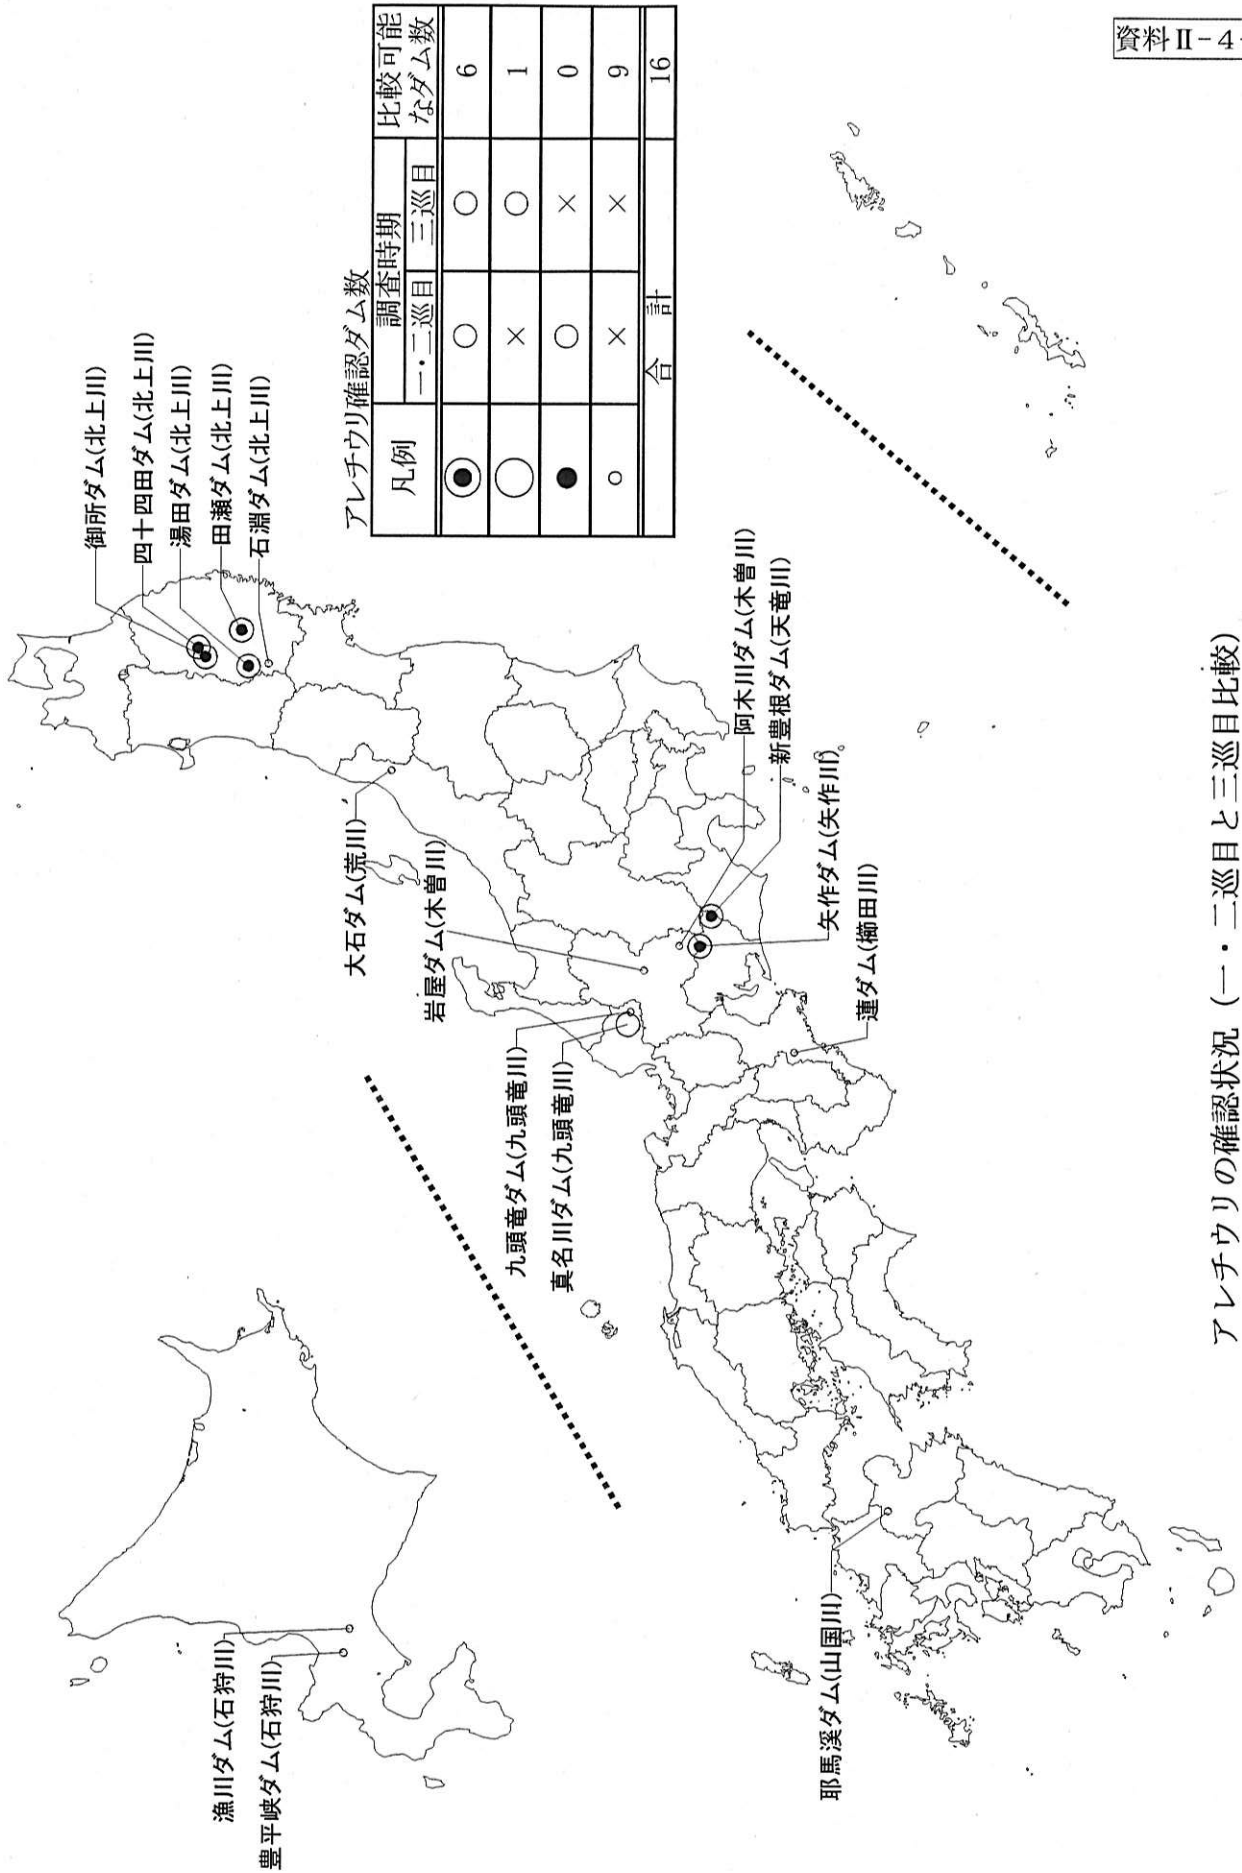 資料Ⅱ-4-
アレチウリ確認ダム数
凡例 調査時期 比較可能なダム数
一・二巡目 三巡目
◉ ○ ○ 6
○ × ○ 1
● ○ × 0
○ × × 9
合計 16
御所ダム(北上川)
四十四田ダム(北上川)
湯田ダム(北上川)
田瀬ダム(北上川)
石淵ダム(北上川)
大石ダム(荒川)
岩屋ダム(木曽川)
阿木川ダム(木曽川)
新豊根ダム(天竜川)
矢作ダム(矢作川)
蓮ダム(櫛田川)
九頭竜ダム(九頭竜川)
真名川ダム(九頭竜川)
漁川ダム(石狩川)
豊平峡ダム(石狩川)
耶馬溪ダム(山国川)
アレチウリの確認状況(一・二巡目と三巡目比較)